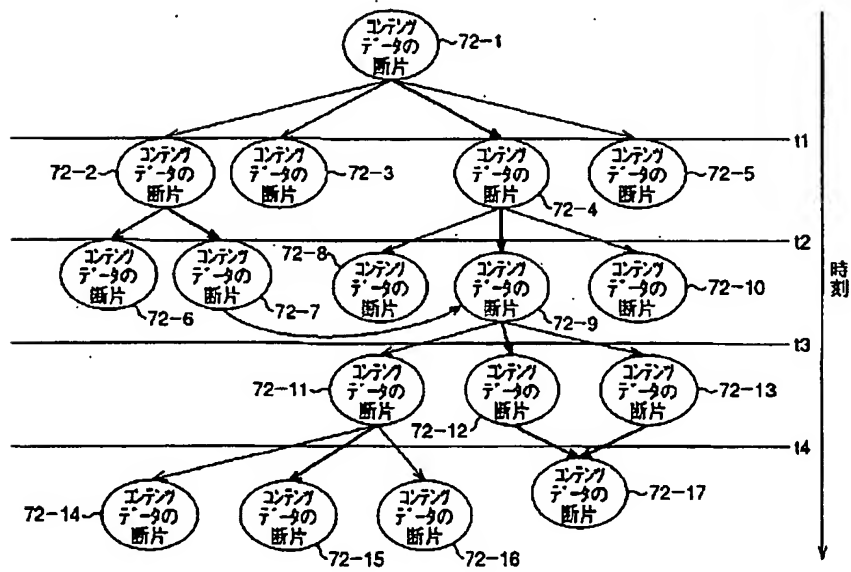 コンテンツ
データの
断片
72-1
t1
コンテンツ
データの
断片
72-2
コンテンツ
データの
断片
72-3
コンテンツ
データの
断片
72-4
コンテンツ
データの
断片
72-5
t2
コンテンツ
データの
断片
72-6
コンテンツ
データの
断片
72-7
72-8
コンテンツ
データの
断片
コンテンツ
データの
断片
72-9
コンテンツ
データの
断片
72-10
時刻
t3
72-11
コンテンツ
データの
断片
コンテンツ
データの
断片
72-12
コンテンツ
データの
断片
72-13
t4
72-14
コンテンツ
データの
断片
コンテンツ
データの
断片
72-15
コンテンツ
データの
断片
72-16
コンテンツ
データの
断片
72-17